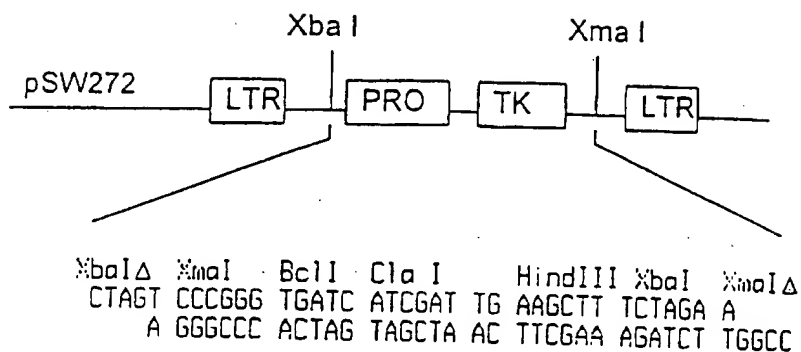 Xba I Xma I
pSW272 LTR PRO TK LTR
XbaIΔ XmaI BclI Cla I HindIII XbaI XmaIΔ
CTAGT CCCGGG TGATC ATCGAT TG AAGCTT TCTAGA A
A GGGCCC ACTAG TAGCTA AC TTCGAA AGATCT TGGCC